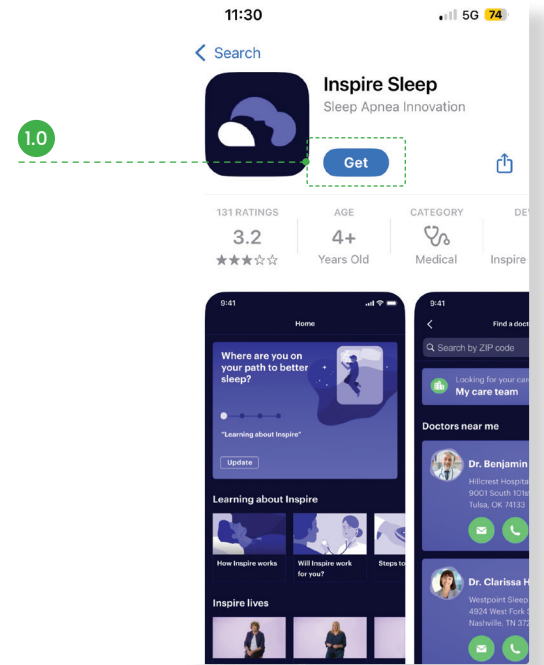 11:30
5G 74
Search
Inspire Sleep
Sleep Apnea Innovation
1.0
Get
131 RATINGS
3.2
AGE
4+
Years Old
CATEGORY
Medical
DE
Inspire
9:41
Home
Where are you on
your path to better
sleep?
"Learning about Inspire"
Update
Learning about Inspire
How Inspire works
Will Inspire work
for you?
Steps to
Inspire lives
9:41
Find a doct
Search by ZIP code
Looking for your car
My care team
Doctors near me
Dr. Benjamin
Hillcrest Hospita
9001 South 101s
Tulsa, OK 74133
Dr. Clarissa H
Westpoint Sleep
4924 West Fork
Nashville, TN 372